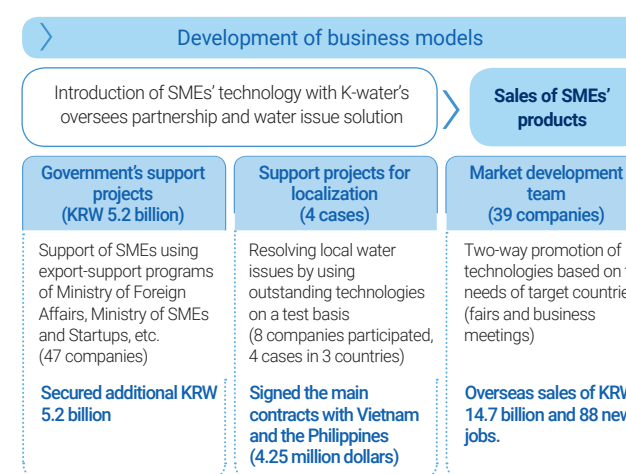 Development of business models
Introduction of SMEs’ technology with K-water’s
oversees partnership and water issue solution
Sales of SMEs’
products
Government’s support
projects
(KRW 5.2 billion)
Support of SMEs using
export-support programs
of Ministry of Foreign
Affairs, Ministry of SMEs
and Startups, etc.
(47 companies)
Secured additional KRW
5.2 billion
Support projects for
localization
(4 cases)
Resolving local water
issues by using
outstanding technologies
on a test basis
(8 companies participated,
4 cases in 3 countries)
Signed the main
contracts with Vietnam
and the Philippines
(4.25 million dollars)
Market development
team
(39 companies)
Two-way promotion of
technologies based on
needs of target
(fairs and business
meetings)
Overseas sales of
14.7 billion and 88
jobs.